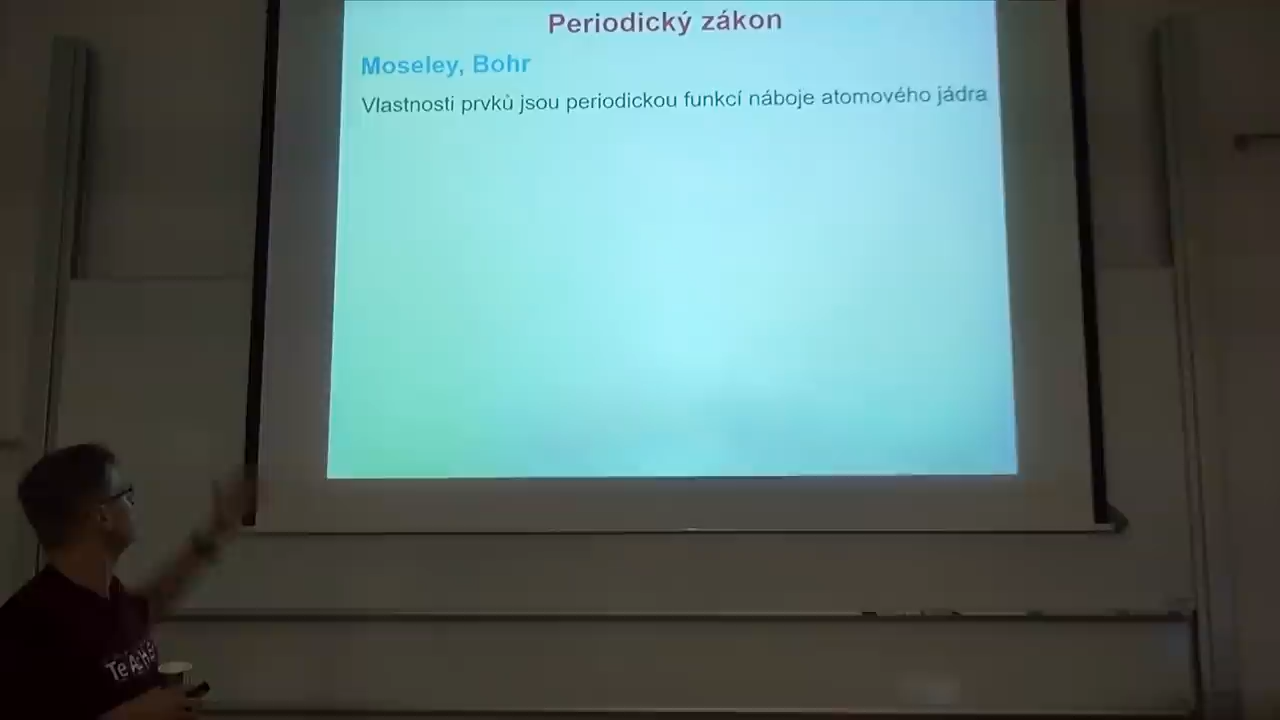 Periodický zákon
Moseley, Bohr
Vlastnosti prvků jsou periodickou funkcí náboje atomového jádra